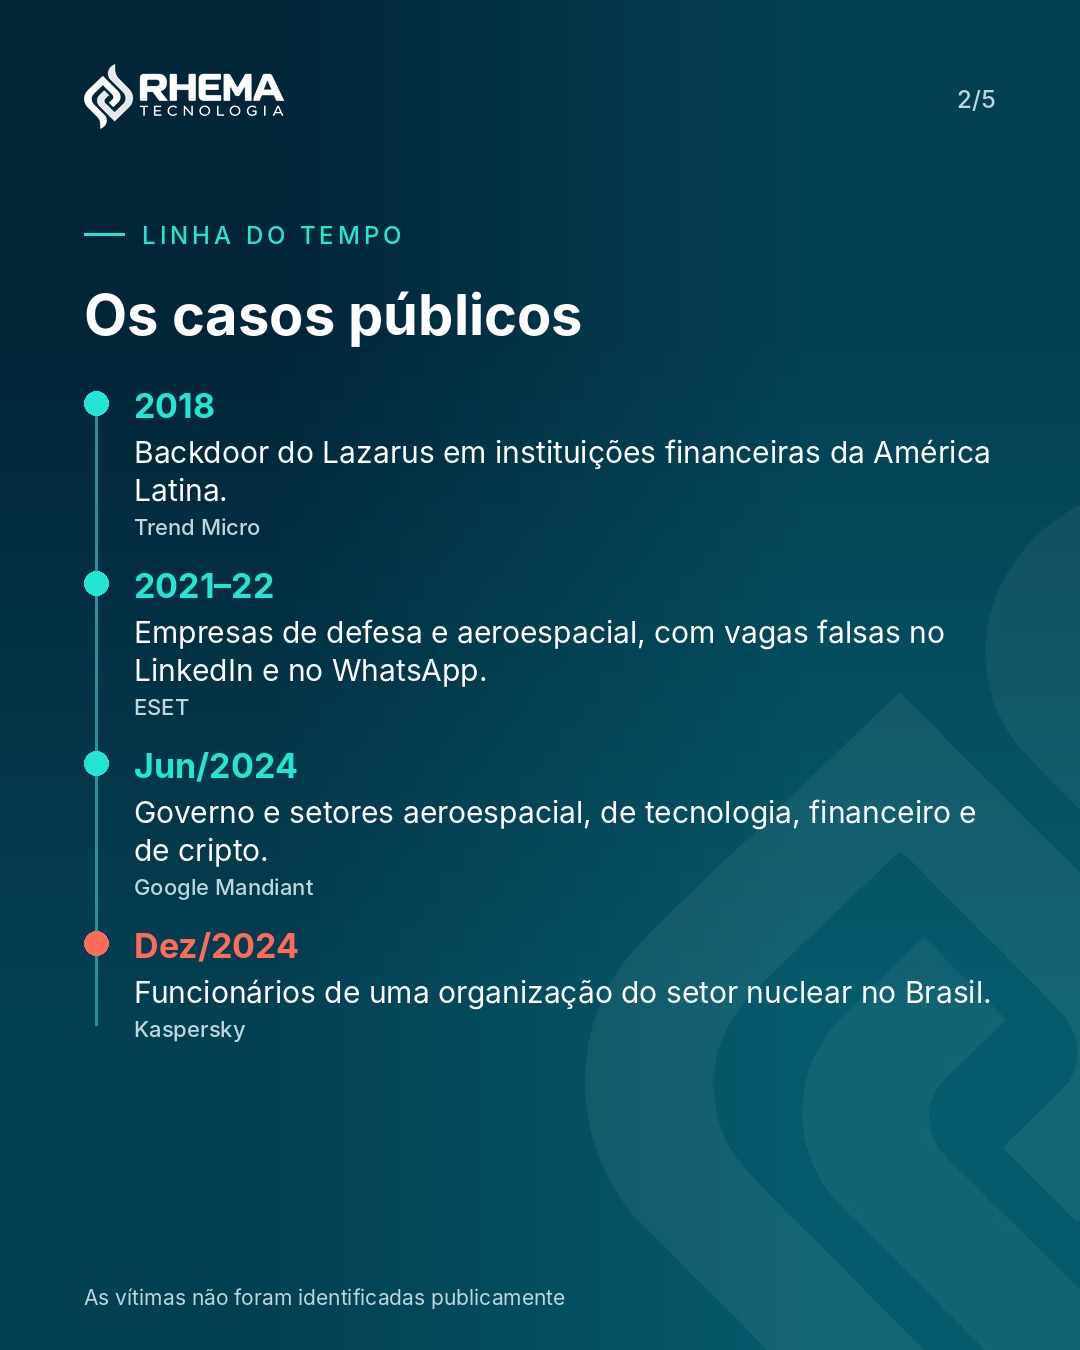 RHEMA
TECNOLOGIA
2/5
LINHA DO TEMPO
Os casos públicos
2018
Backdoor do Lazarus em instituições financeiras da América
Latina.
Trend Micro
2021–22
Empresas de defesa e aeroespacial, com vagas falsas no
LinkedIn e no WhatsApp.
ESET
Jun/2024
Governo e setores aeroespacial, de tecnologia, financeiro e
de cripto.
Google Mandiant
Dez/2024
Funcionários de uma organização do setor nuclear no Brasil.
Kaspersky
As vítimas não foram identificadas publicamente